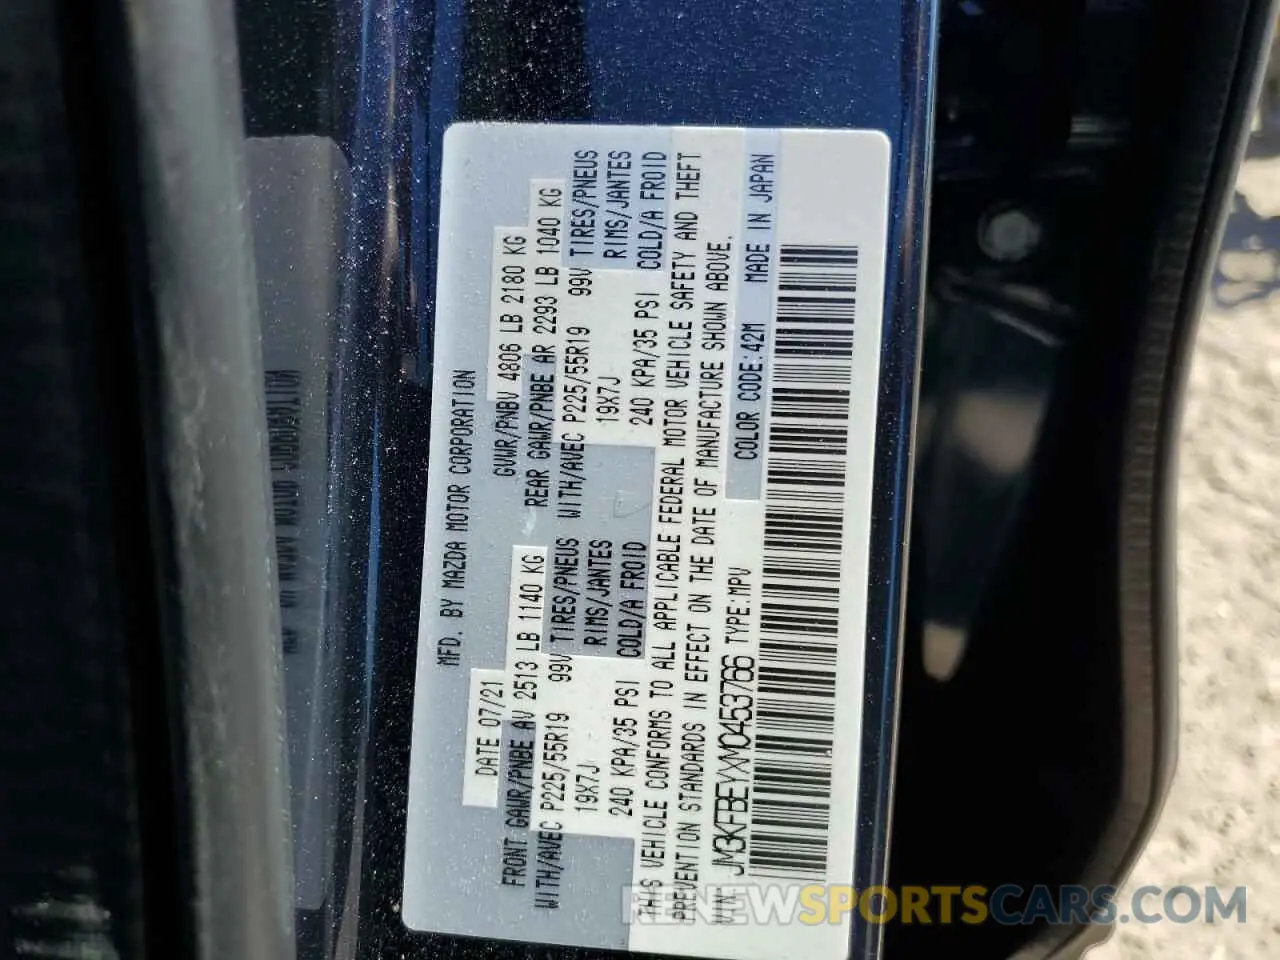 MFD. BY MAZDA MOTOR CORPORATION
DATE 07/21 GVWR/PNBV 4806 LB 2180 KG
FRONT GAWR/PNBE AV 2513 LB 1140 KG REAR GAWR/PNBE AR 2293 LB 1040 KG
WITH/AVEC P225/55R19 99V TIRES/PNEUS WITH/AVEC P225/55R19 99V TIRES/PNEUS
19X7J RIMS/JANTES 19X7J RIMS/JANTES
240 KPA/35 PSI COLD/A FROID 240 KPA/35 PSI COLD/A FROID
THIS VEHICLE CONFORMS TO ALL APPLICABLE FEDERAL MOTOR VEHICLE SAFETY AND THEFT
PREVENTION STANDARDS IN EFFECT ON THE DATE OF MANUFACTURE SHOWN ABOVE.
VIN JM3KFBEYXM0453766 TYPE:MPV COLOR CODE:42M MADE IN JAPAN
RENEWSPORTSCARS.COM